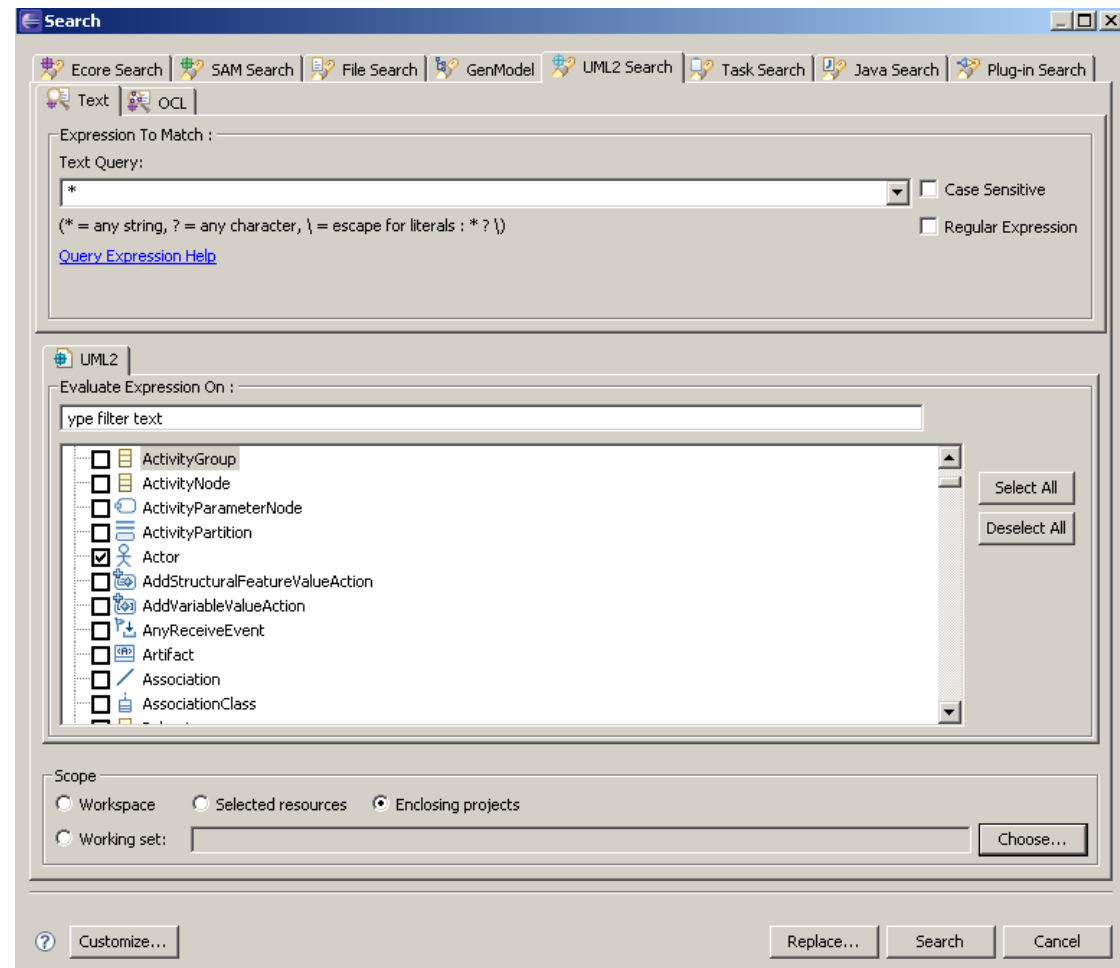 Search
Ecore Search SAM Search File Search GenModel UML2 Search Task Search Java Search Plug-in Search
Text OCL
Expression To Match :
Text Query:
* Case Sensitive
(* = any string, ? = any character, \ = escape for literals : * ? \) Regular Expression
Query Expression Help
UML2
Evaluate Expression On :
ype filter text
ActivityGroup
ActivityNode
ActivityParameterNode
ActivityPartition
Actor
AddStructuralFeatureValueAction
AddVariableValueAction
AnyReceiveEvent
Artifact
Association
AssociationClass
Select All
Deselect All
Scope
Workspace Selected resources Enclosing projects
Working set: Choose...
Customize... Replace... Search Cancel